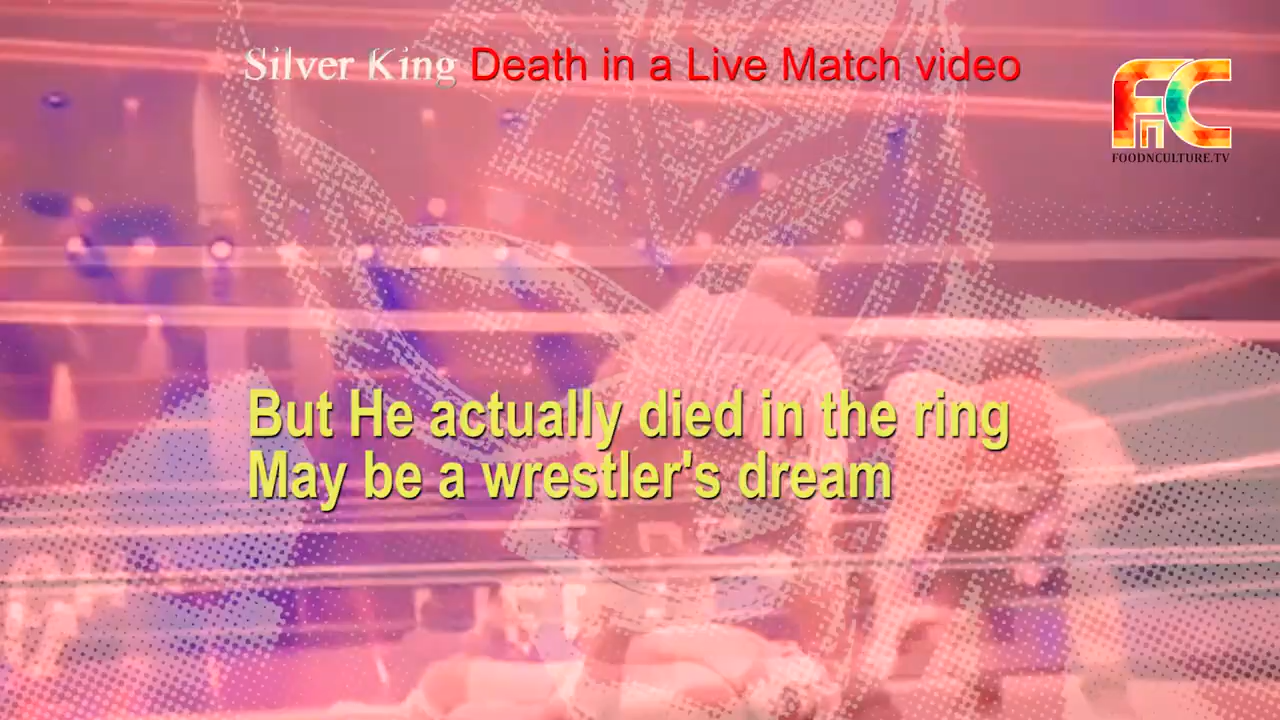 Silver King Death in a Live Match video
FNC
FOODNCULTURE.TV
But He actually died in the ring
May be a wrestler's dream